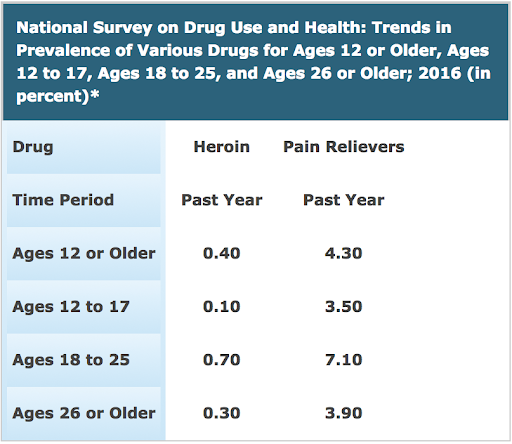 National Survey on Drug Use and Health: Trends in
Prevalence of Various Drugs for Ages 12 or Older, Ages
12 to 17, Ages 18 to 25, and Ages 26 or Older; 2016 (in
percent)*
Drug Heroin Pain Relievers
Time Period Past Year Past Year
Ages 12 or Older 0.40 4.30
Ages 12 to 17 0.10 3.50
Ages 18 to 25 0.70 7.10
Ages 26 or Older 0.30 3.90